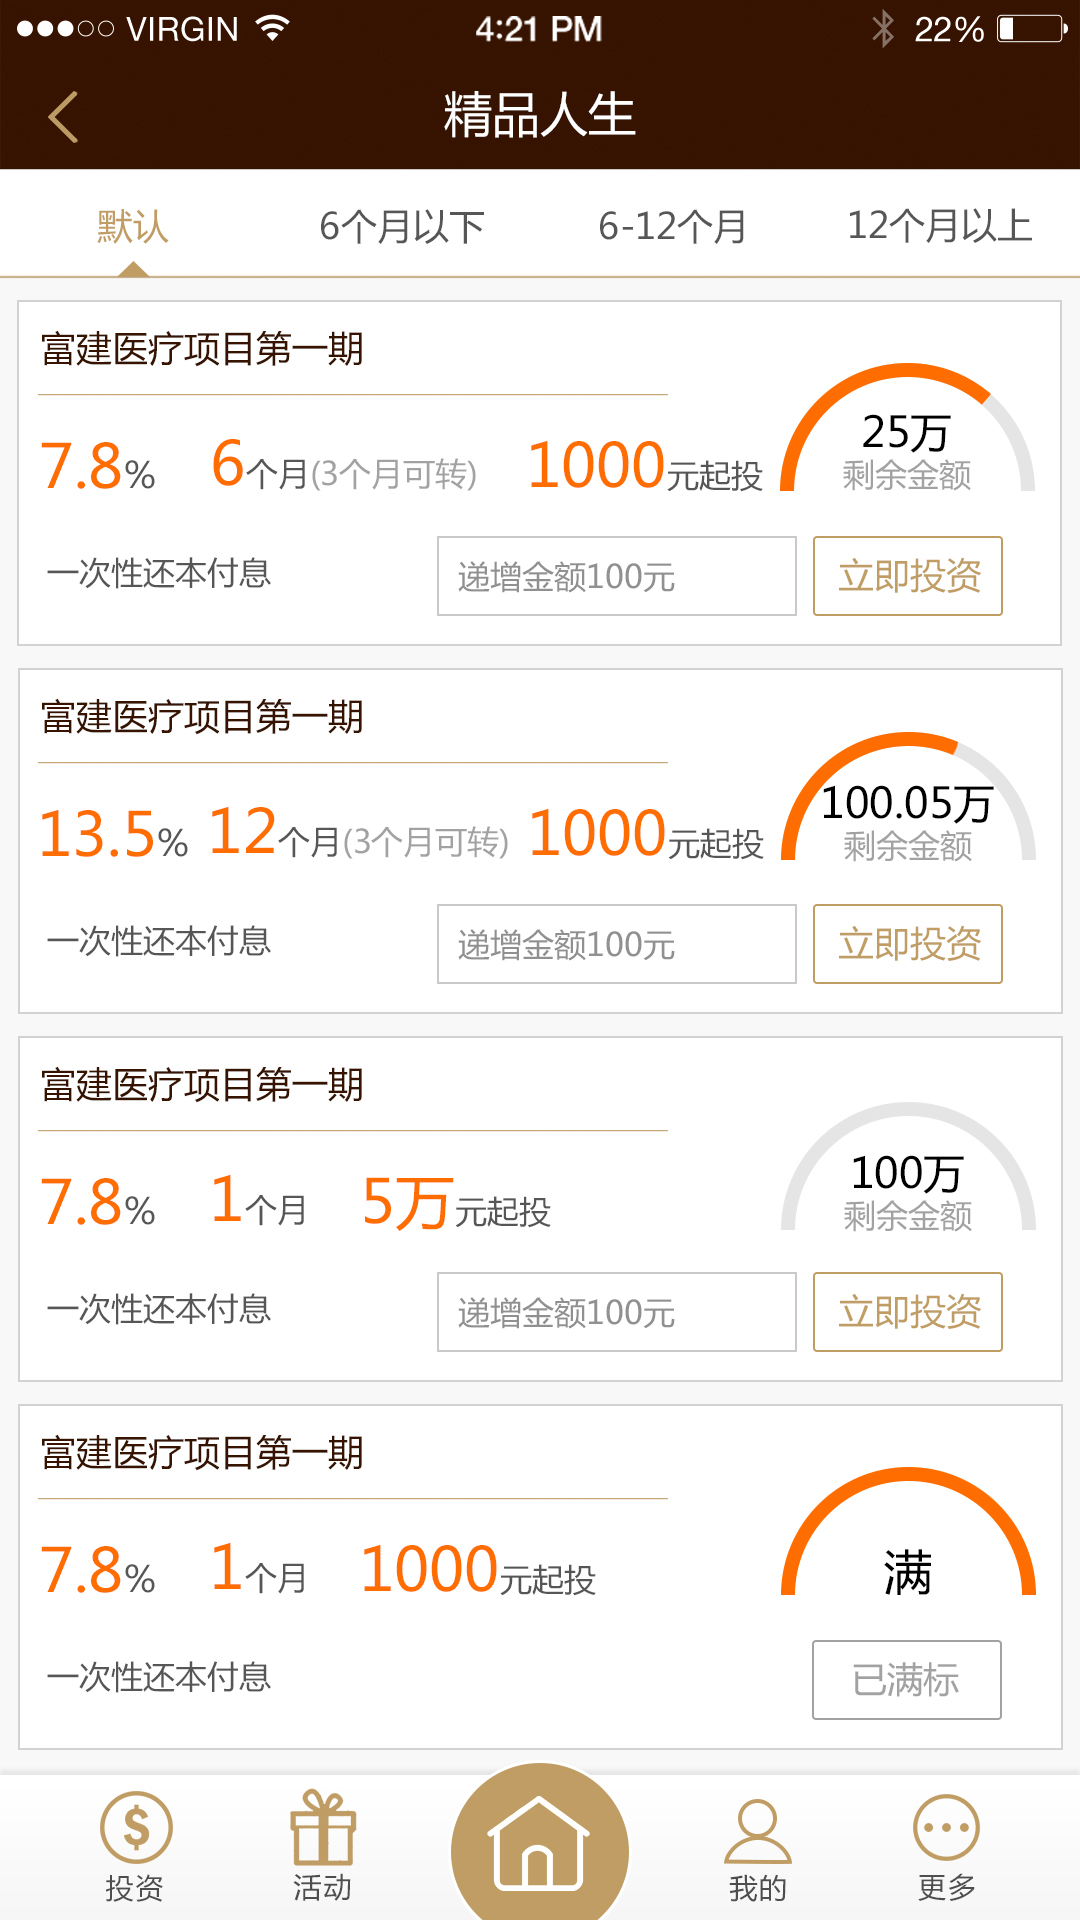 VIRGIN 4:21 PM 22%
精品人生
默认 6个月以下 6-12个月 12个月以上
富建医疗项目第一期
7.8% 6个月(3个月可转) 1000元起投
25万
剩余金额
一次性还本付息 递增金额100元 立即投资
富建医疗项目第一期
13.5% 12个月(3个月可转) 1000元起投
100.05万
剩余金额
一次性还本付息 递增金额100元 立即投资
富建医疗项目第一期
7.8% 1个月 5万元起投
100万
剩余金额
一次性还本付息 递增金额100元 立即投资
富建医疗项目第一期
7.8% 1个月 1000元起投
满
一次性还本付息 已满标
投资 活动 我的 更多